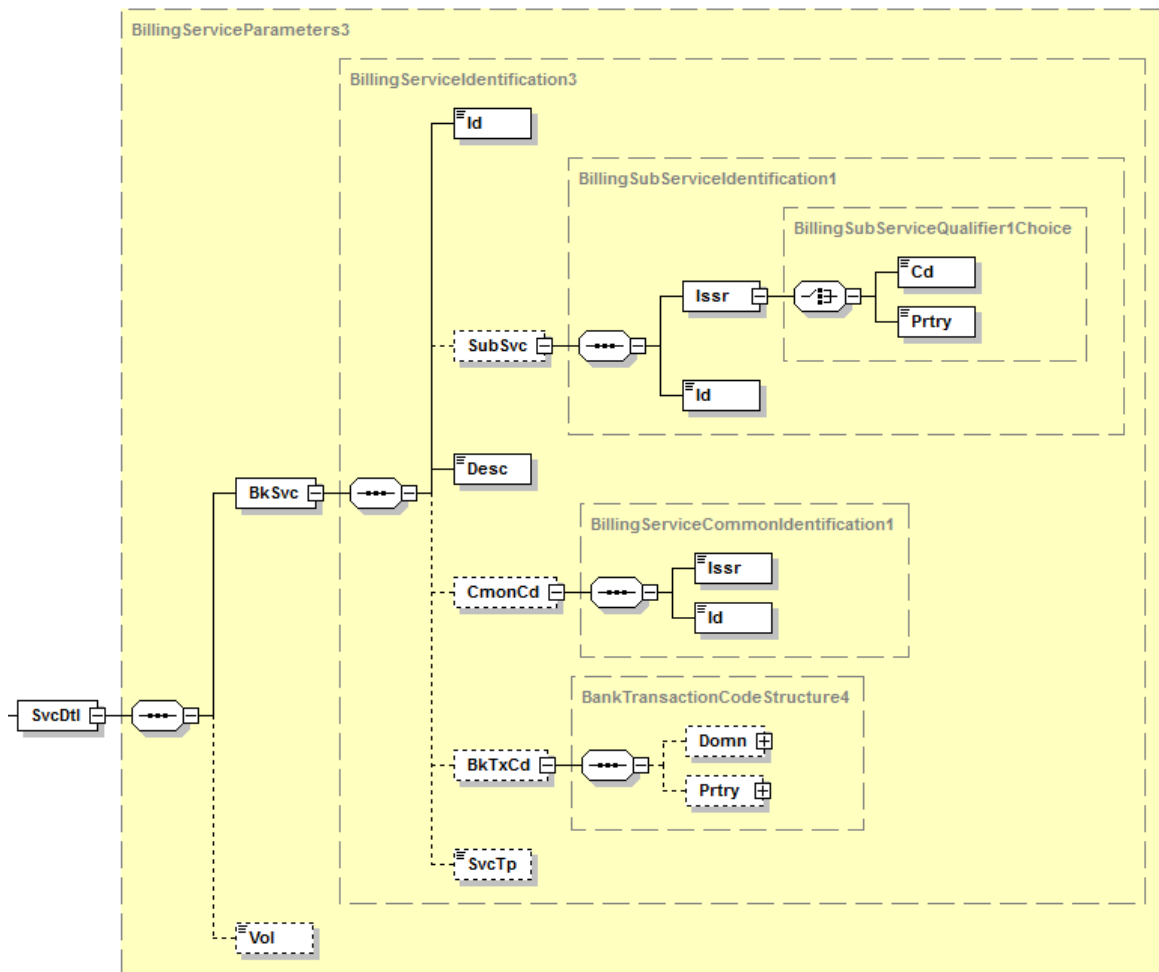 BillingServiceParameters3
BillingServiceIdentification3
Id
BillingSubServiceIdentification1
BillingSubServiceQualifier1Choice
Cd
Issr
Prtry
SubSvc
Id
Desc
BkSvc
BillingServiceCommonIdentification1
Issr
CmonCd
Id
BankTransactionCodeStructure4
SvcDtl
Domn
BkTxCd
Prtry
SvcTp
Vol